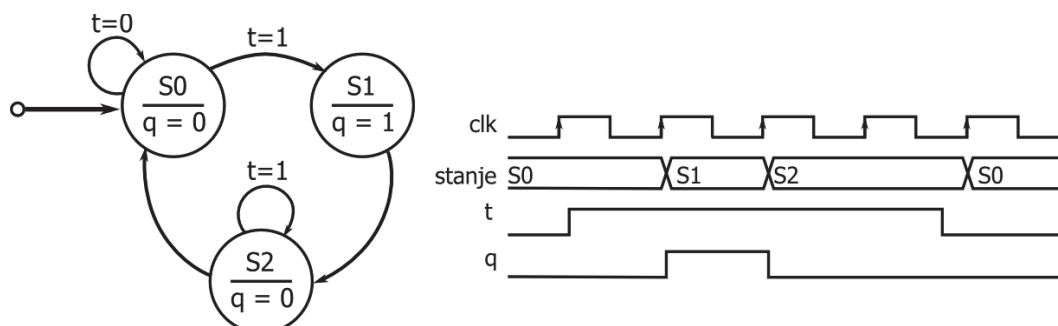 t=0
t=1
S0
q = 0
S1
q = 1
t=1
S2
q = 0
clk
stanje
S0
S1
S2
S0
t
q